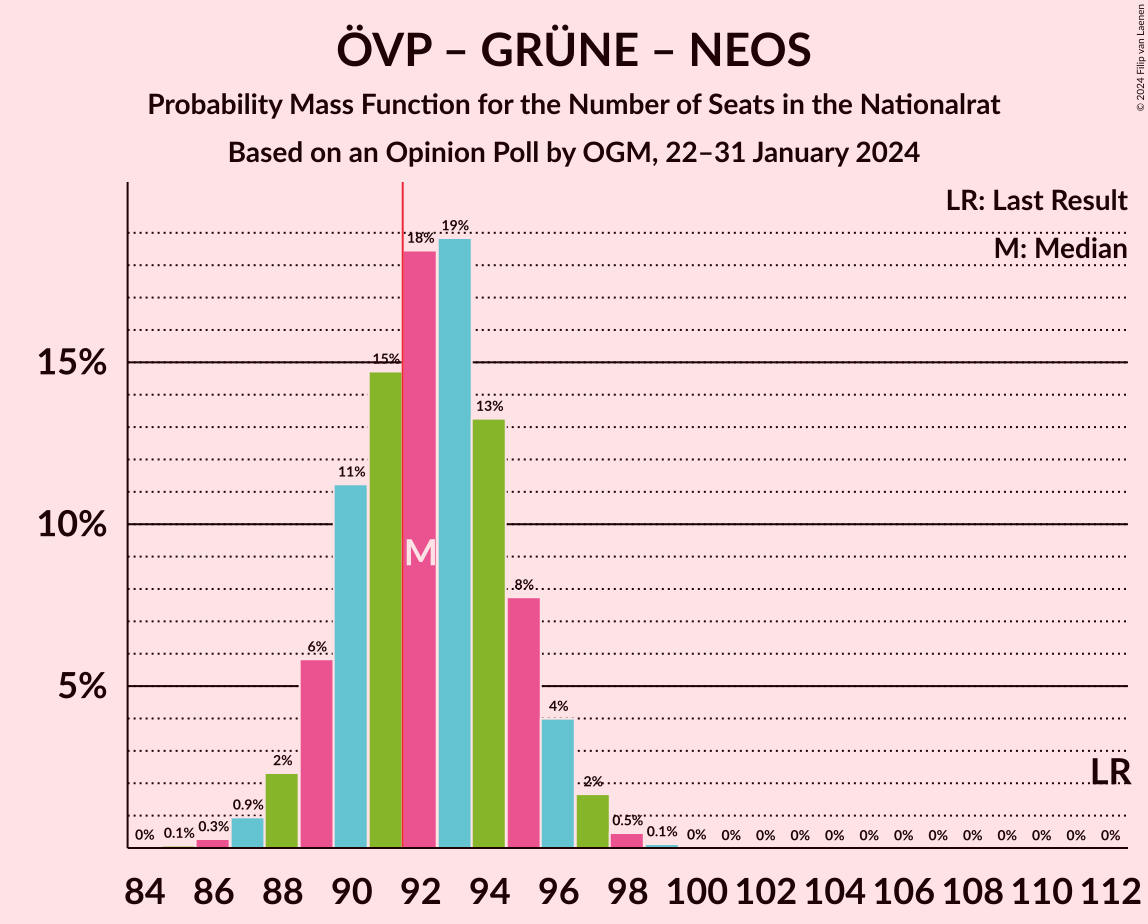 ÖVP – GRÜNE – NEOS
Probability Mass Function for the Number of Seats in the Nationalrat
Based on an Opinion Poll by OGM, 22–31 January 2024
© 2024 Filip van Laenen
LR: Last Result
M: Median
15%
10%
5%
0% 0.1% 0.3% 0.9% 2% 6% 11% 15% 18% 19% 13% 8% 4% 2% 0.5% 0.1% 0% 0% 0% 0% 0% 0% 0% 0% 0% 0% 0% 0% 0%
M
LR
84 86 88 90 92 94 96 98 100 102 104 106 108 110 112